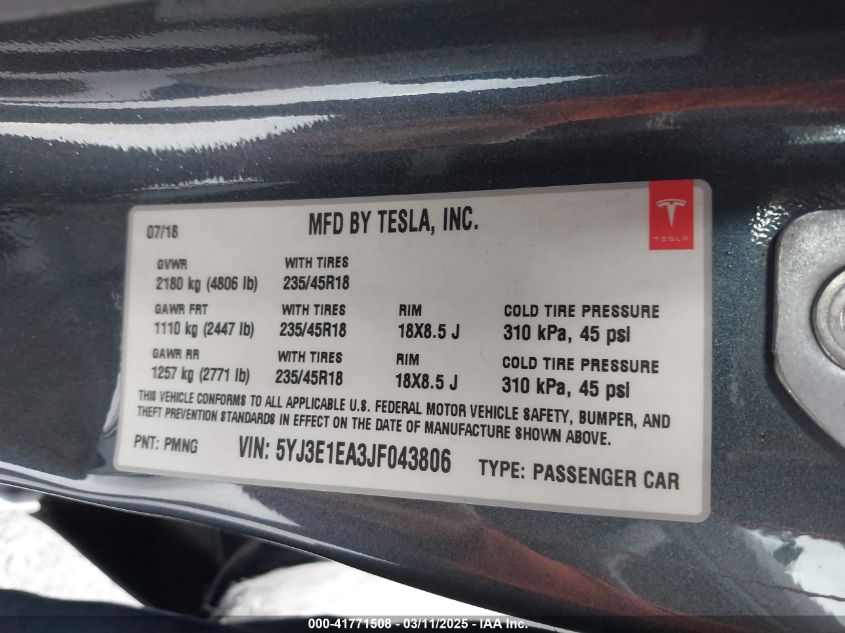 07/18
MFD BY TESLA, INC.
TESLA
GVWR WITH TIRES
2180 kg (4806 lb) 235/45R18
GAWR FRT WITH TIRES RIM COLD TIRE PRESSURE
1110 kg (2447 lb) 235/45R18 18X8.5 J 310 kPa, 45 psi
GAWR RR WITH TIRES RIM COLD TIRE PRESSURE
1257 kg (2771 lb) 235/45R18 18X8.5 J 310 kPa, 45 psi
THIS VEHICLE CONFORMS TO ALL APPLICABLE U.S. FEDERAL MOTOR VEHICLE SAFETY, BUMPER, AND
THEFT PREVENTION STANDARDS IN EFFECT ON THE DATE OF MANUFACTURE SHOWN ABOVE.
PNT: PMNG VIN: 5YJ3E1EA3JF043806 TYPE: PASSENGER CAR
000-41771508 - 03/11/2025 - IAA Inc.